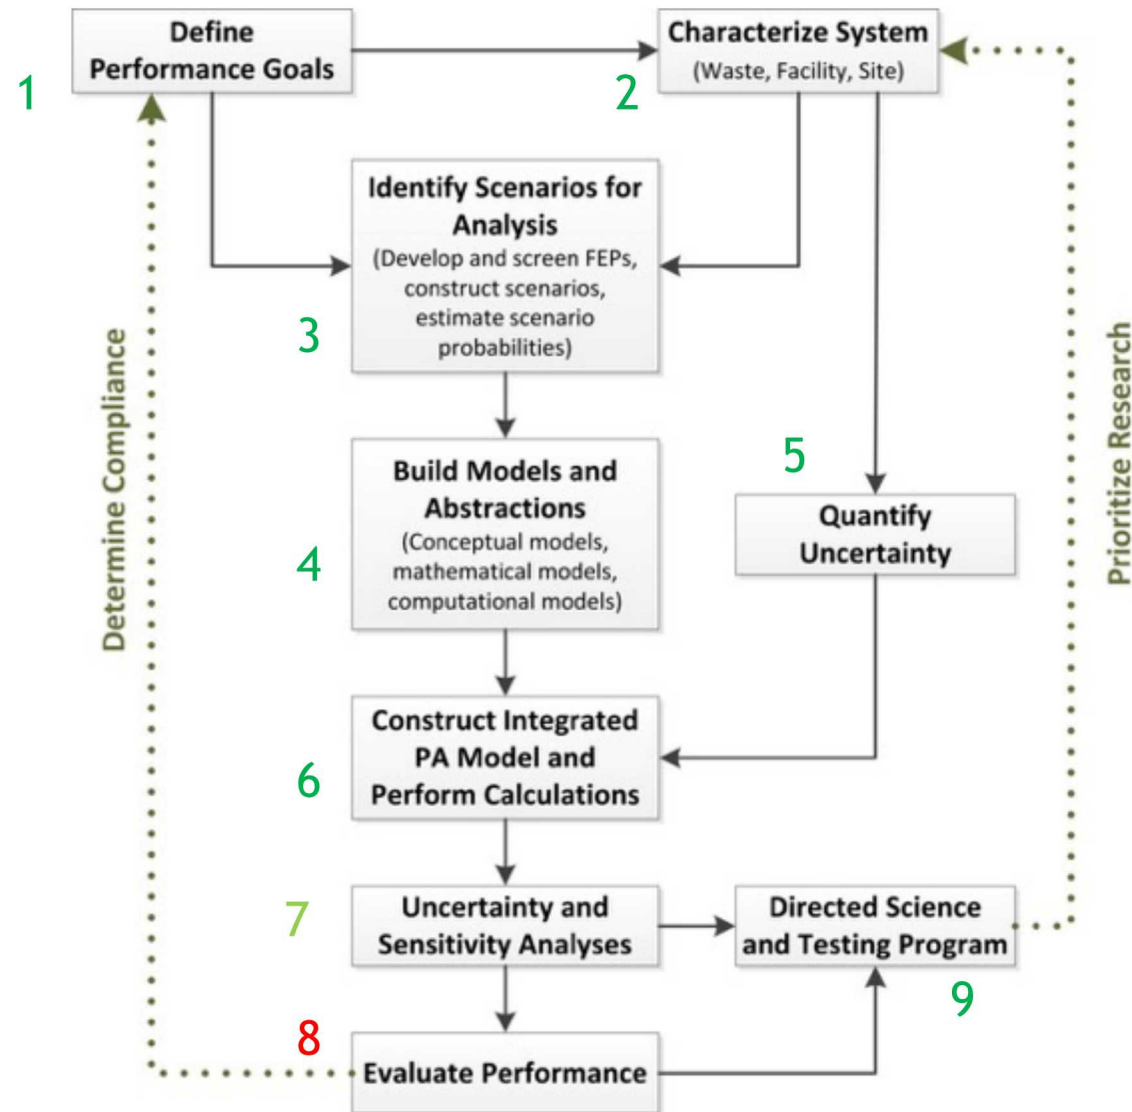 Define
Performance Goals
1
Characterize System
(Waste, Facility, Site)
2
Identify Scenarios for
Analysis
(Develop and screen FEPs,
construct scenarios,
estimate scenario
probabilities)
3
Build Models and
Abstractions
(Conceptual models,
mathematical models,
computational models)
4
5
Quantify
Uncertainty
Construct Integrated
PA Model and
Perform Calculations
6
Uncertainty and
Sensitivity Analyses
7
Directed Science
and Testing Program
9
8
Evaluate Performance
Determine Compliance
Prioritize Research